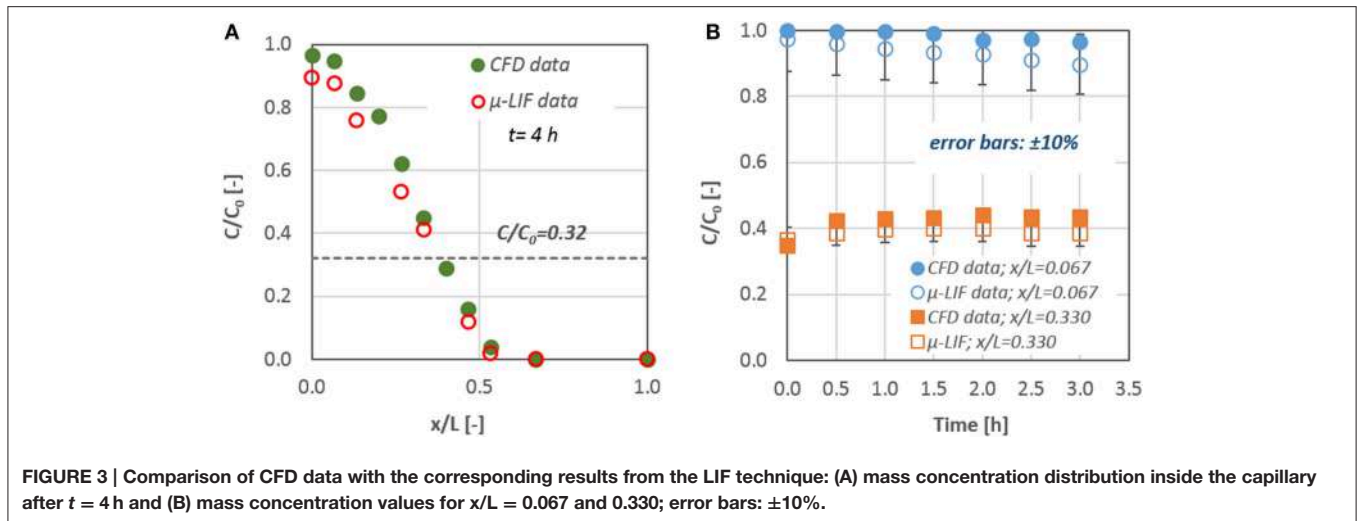 A
1.0
0.8
0.6
0.4
0.2
0.0
C/C₀ [-]
CFD data
μ-LIF data
t= 4 h
C/C₀=0.32
0.0 0.5 1.0
x/L [-]
B
1.0
0.8
0.6
0.4
0.2
0.0
C/C₀ [-]
error bars: ±10%
CFD data; x/L=0.067
μ-LIF data; x/L=0.067
CFD data; x/L=0.330
μ-LIF; x/L=0.330
0.0 0.5 1.0 1.5 2.0 2.5 3.0 3.5
Time [h]
FIGURE 3 | Comparison of CFD data with the corresponding results from the LIF technique: (A) mass concentration distribution inside the capillary
after t = 4 h and (B) mass concentration values for x/L = 0.067 and 0.330; error bars: ±10%.